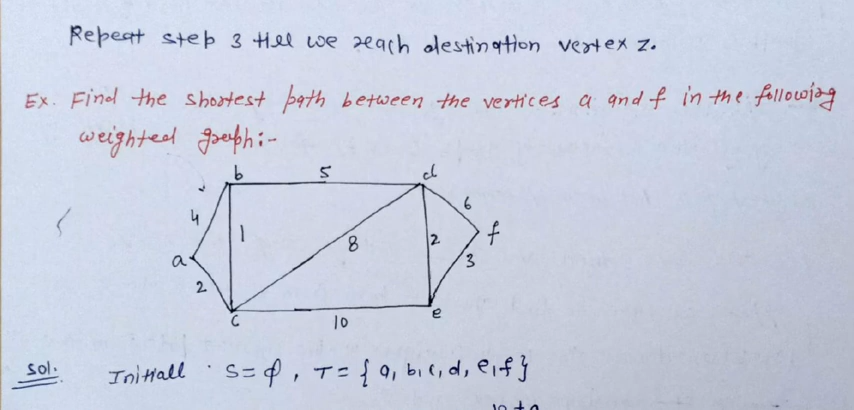 Repeat step 3 till we reach destination vertex z.
Ex. Find the shortest path between the vertices a and f in the following
weighted graph:-
b 5 d
4 1 8 2 6 f
a 3
2
c 10 e
Sol. Initiall S = φ, T = { a, b, c, d, e, f }